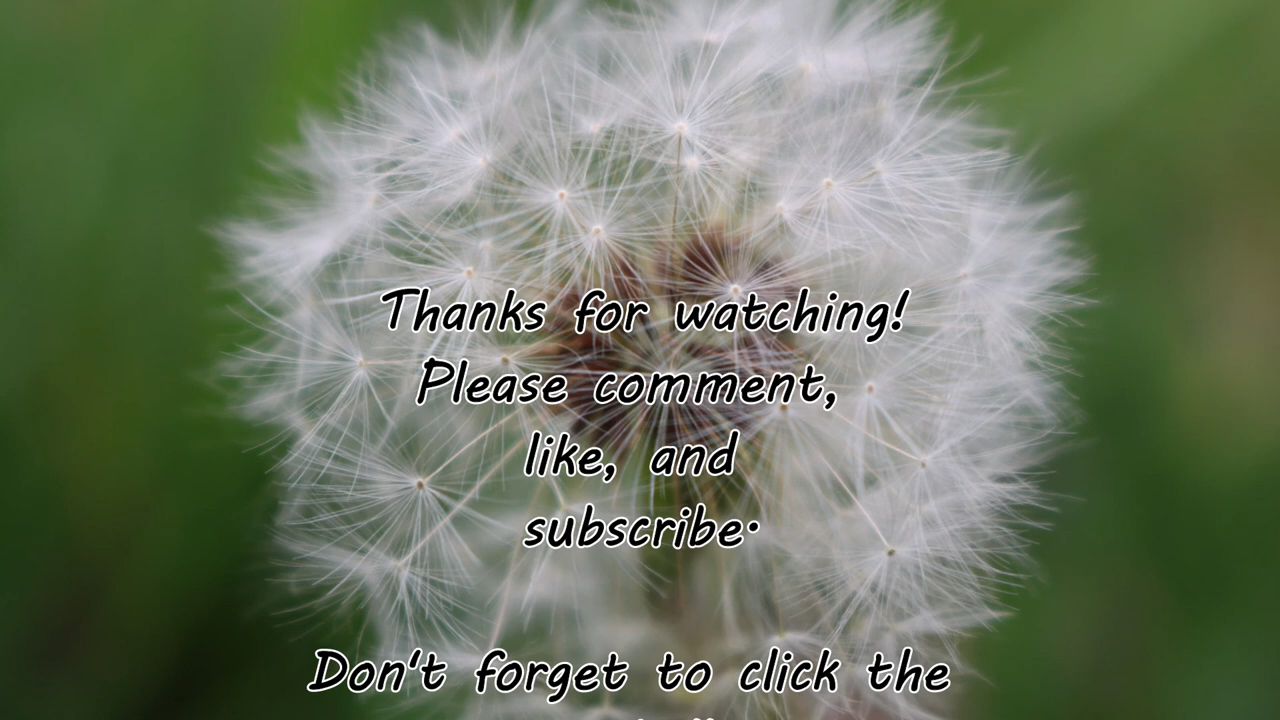 Thanks for watching!
Please comment,
like, and
subscribe.
Don't forget to click the